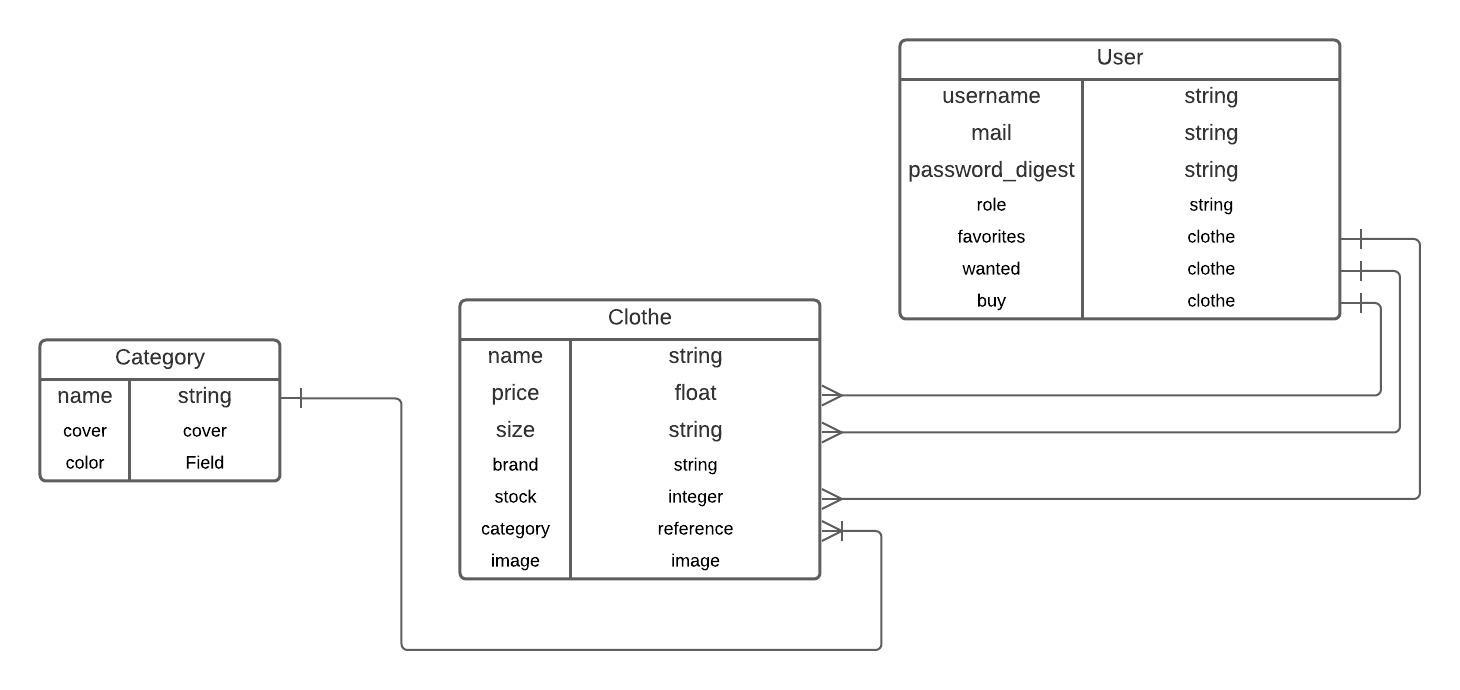 User
username string
mail string
password_digest string
role string
favorites clothe
wanted clothe
buy clothe
Clothe
name string
price float
size string
brand string
stock integer
category reference
image image
Category
name string
cover cover
color Field